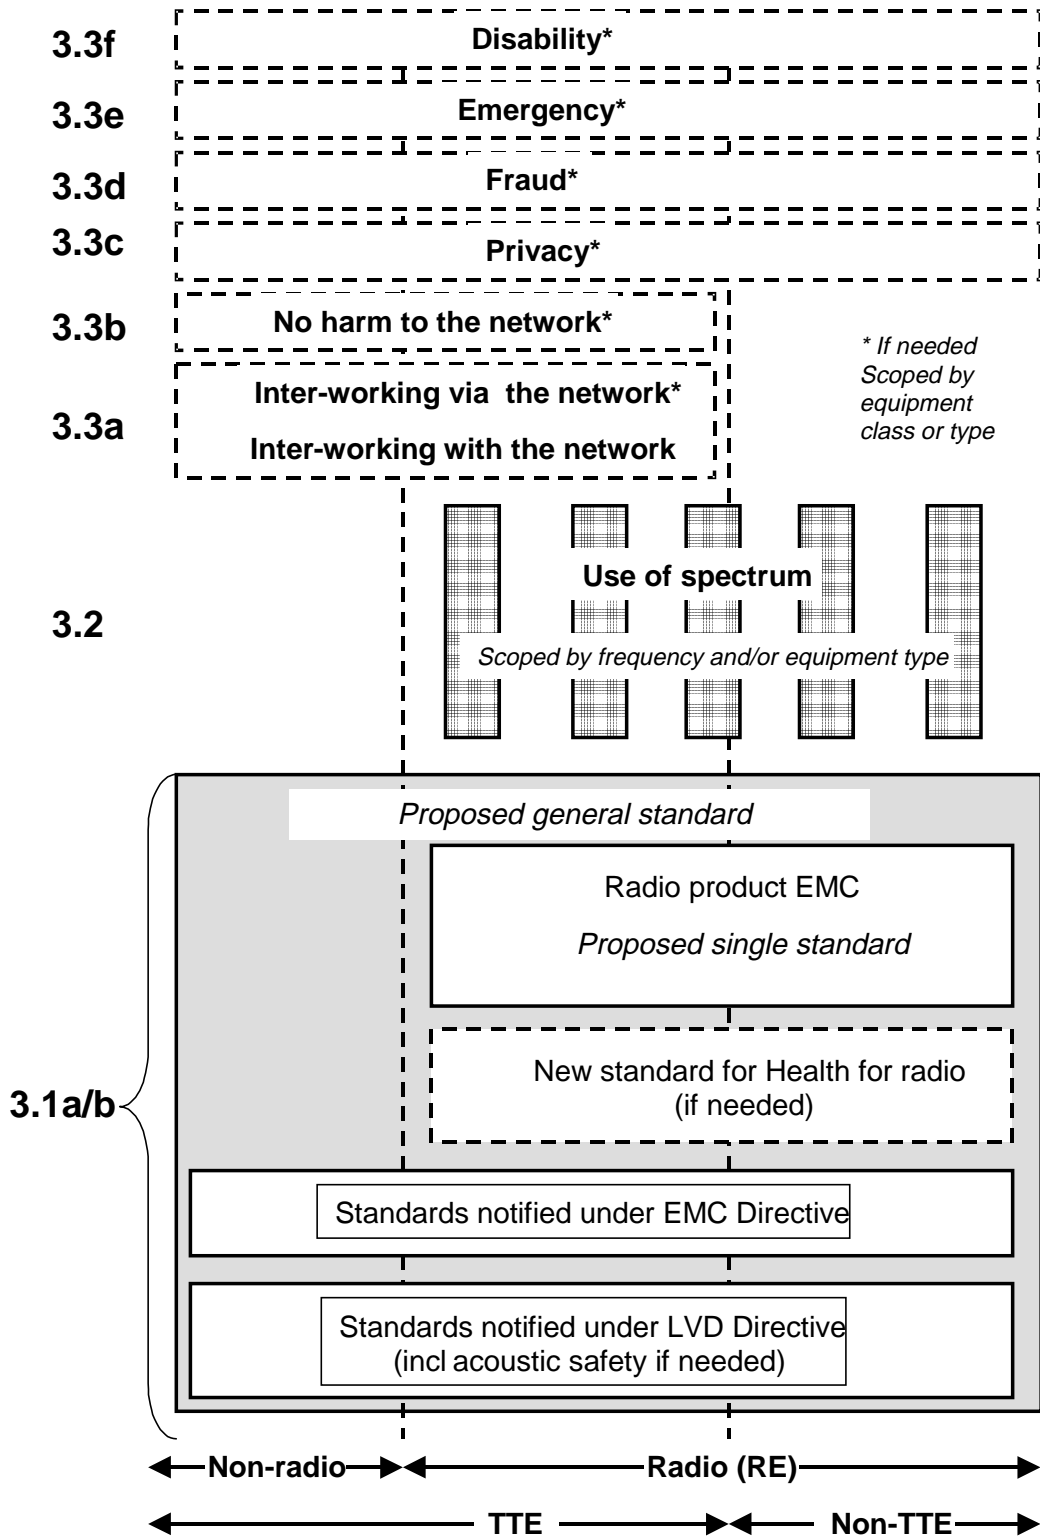 3.3f
Disability*
3.3e
Emergency*
3.3d
Fraud*
3.3c
Privacy*
3.3b
No harm to the network*
3.3a
Inter-working via the network*
Inter-working with the network
* If needed
Scoped by
equipment
class or type
3.2
Use of spectrum
Scoped by frequency and/or equipment type
3.1a/b
Proposed general standard
Radio product EMC
Proposed single standard
New standard for Health for radio
(if needed)
Standards notified under EMC Directive
Standards notified under LVD Directive
(incl acoustic safety if needed)
Non-radio
Radio (RE)
TTE
Non-TTE